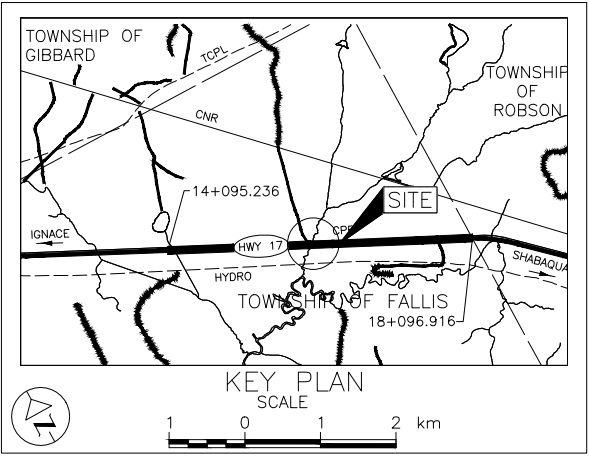 TOWNSHIP OF
GIBBARD
TCPL
TOWNSHIP
OF
ROBSON
CNR
14+095.236
SITE
IGNACE
HWY 17
CPR
SHABAQUA
HYDRO
TOWNSHIP OF FALLIS
18+096.916
KEY PLAN
SCALE
1 0 1 2 km
N